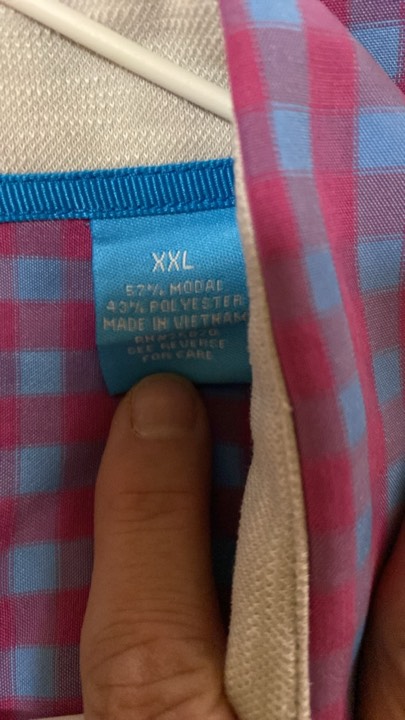 XXL
57% MODAL
43% POLYESTER
MADE IN VIETNAM
SEE REVERSE
FOR CARE